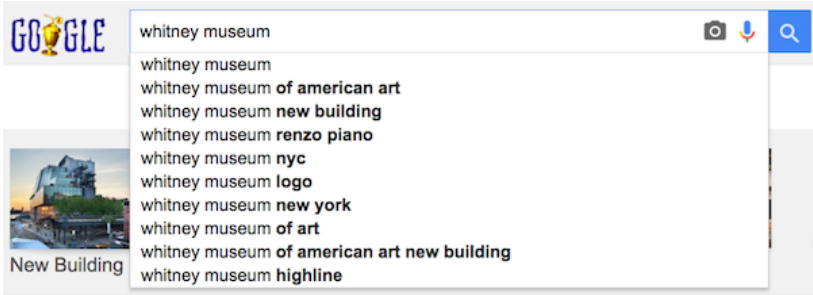 GOOGLE
whitney museum
whitney museum
whitney museum of american art
whitney museum new building
whitney museum renzo piano
whitney museum nyc
whitney museum logo
whitney museum new york
whitney museum of art
whitney museum of american art new building
whitney museum highline
New Building